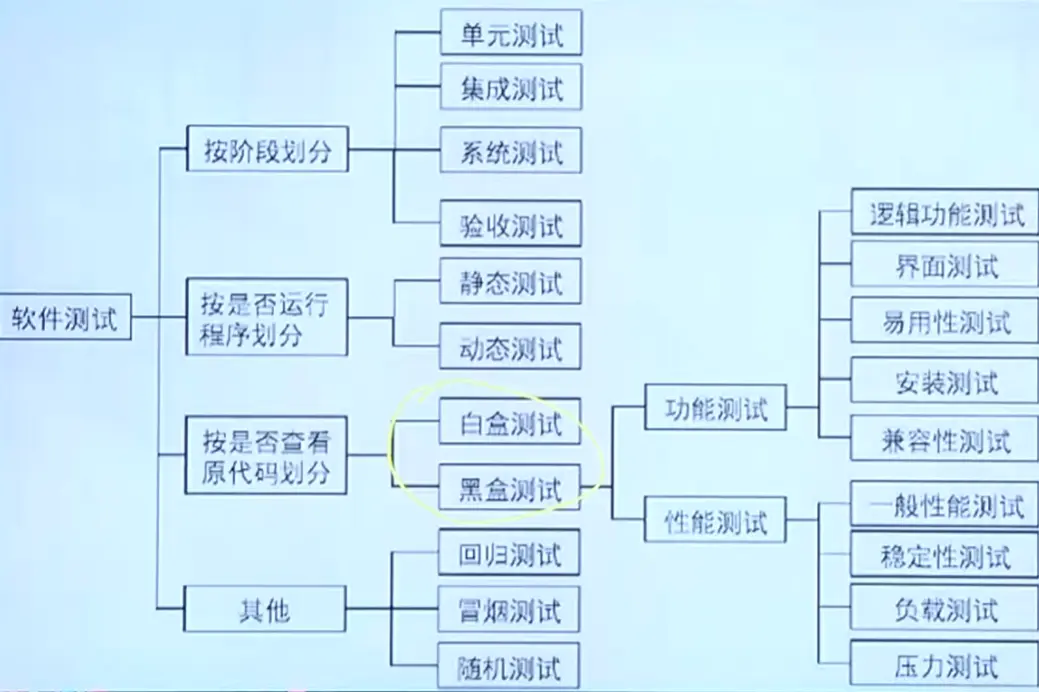 软件测试
按阶段划分
单元测试
集成测试
系统测试
验收测试
按是否运行
程序划分
静态测试
动态测试
按是否查看
原代码划分
白盒测试
黑盒测试
功能测试
逻辑功能测试
界面测试
易用性测试
安装测试
兼容性测试
性能测试
一般性能测试
稳定性测试
负载测试
压力测试
其他
回归测试
冒烟测试
随机测试